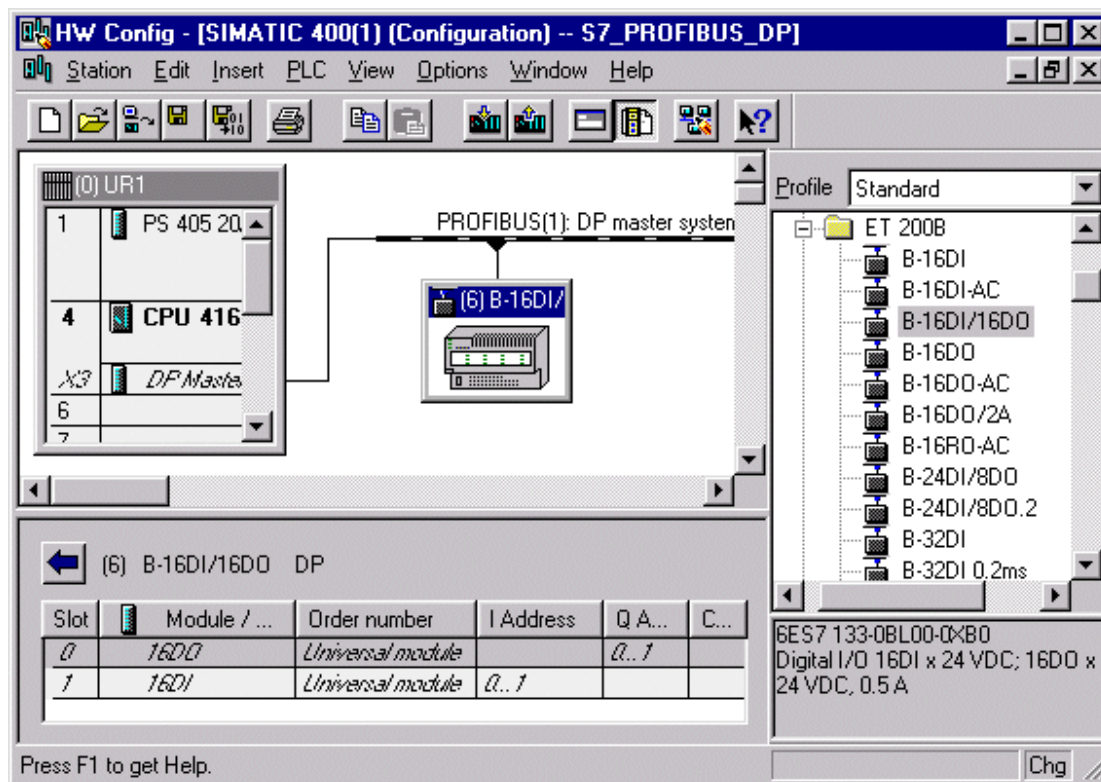 HW Config - [SIMATIC 400(1) (Configuration) -- S7_PROFIBUS_DP]
Station Edit Insert PLC View Options Window Help
(0) UR1
1 PS 405 20
4 CPU 416
X3 DP Master
6
7
PROFIBUS(1): DP master system
(6) B-16DI/
Profile Standard
ET 200B
B-16DI
B-16DI-AC
B-16DI/16DO
B-16DO
B-16DO-AC
B-16DO/2A
B-16RO-AC
B-24DI/8DO
B-24DI/8DO.2
B-32DI
B-32DI 0.2ms
(6) B-16DI/16DO DP
Slot Module / ... Order number I Address Q A... C...
0 16DO Universal module 0..1
1 16DI Universal module 0..1
6ES7 133-0BL00-0XB0
Digital I/O 16DI x 24 VDC; 16DO x
24 VDC, 0.5 A
Press F1 to get Help.
Chg